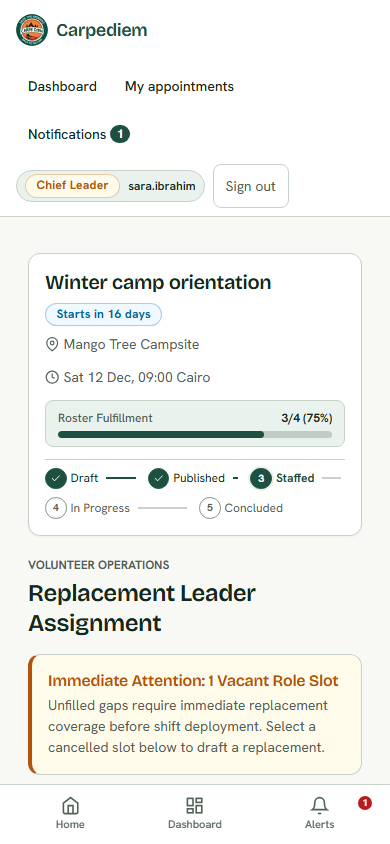 Carpediem
Dashboard My appointments
Notifications 1
Chief Leader sara.ibrahim Sign out
Winter camp orientation
Starts in 16 days
Mango Tree Campsite
Sat 12 Dec, 09:00 Cairo
Roster Fulfillment 3/4 (75%)
Draft Published 3 Staffed
4 In Progress 5 Concluded
VOLUNTEER OPERATIONS
Replacement Leader
Assignment
Immediate Attention: 1 Vacant Role Slot
Unfilled gaps require immediate replacement
coverage before shift deployment. Select a
cancelled slot below to draft a replacement.
1
Home Dashboard Alerts